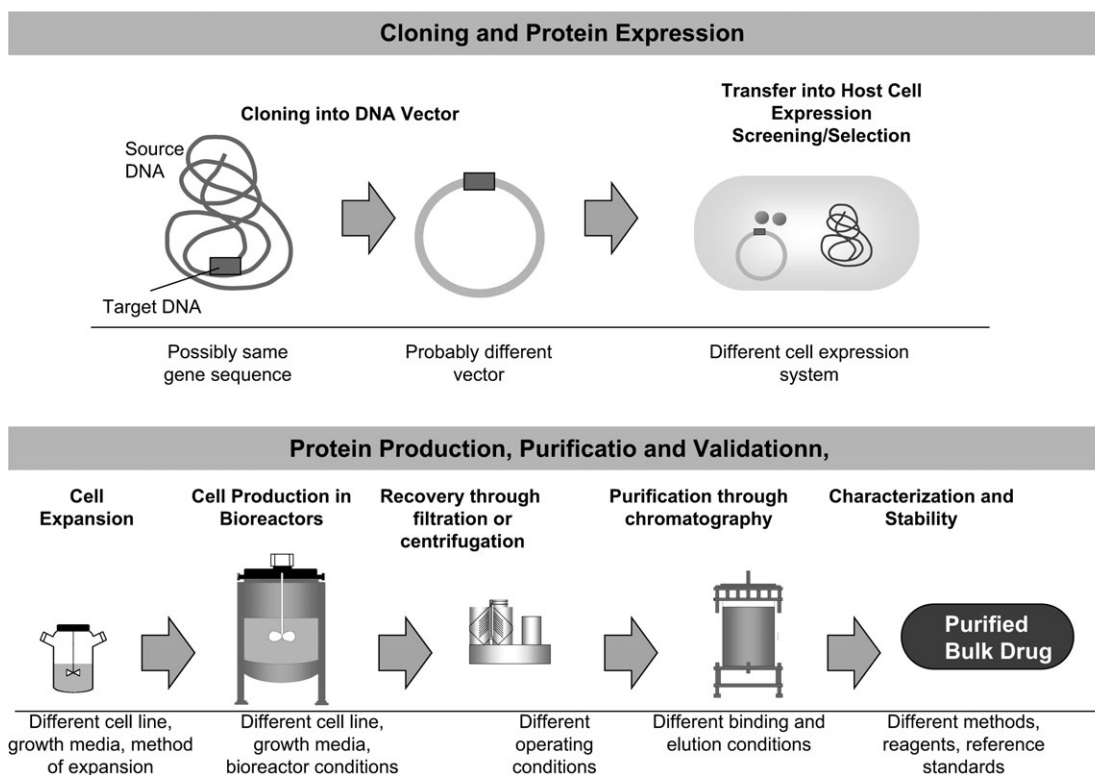 Cloning and Protein Expression
Cloning into DNA Vector
Transfer into Host Cell
Expression
Screening/Selection
Source
DNA
Target DNA
Possibly same
gene sequence
Probably different
vector
Different cell expression
system
Protein Production, Purificatio and Validationn,
Cell
Expansion
Cell Production in
Bioreactors
Recovery through
filtration or
centrifugation
Purification through
chromatography
Characterization and
Stability
Purified
Bulk Drug
Different cell line,
growth media, method
of expansion
Different cell line,
growth media,
bioreactor conditions
Different
operating
conditions
Different binding and
elution conditions
Different methods,
reagents, reference
standards